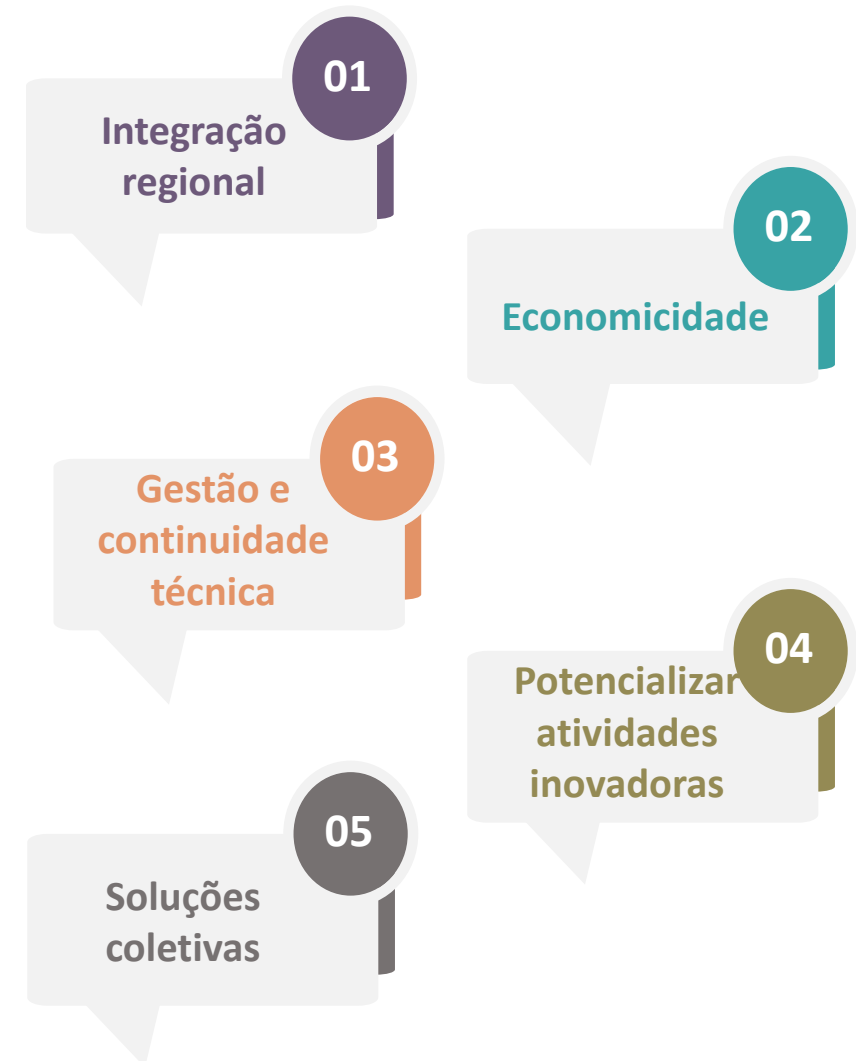 01
Integração
regional
02
Economicidade
03
Gestão e
continuidade
técnica
04
Potencializar
atividades
inovadoras
05
Soluções
coletivas